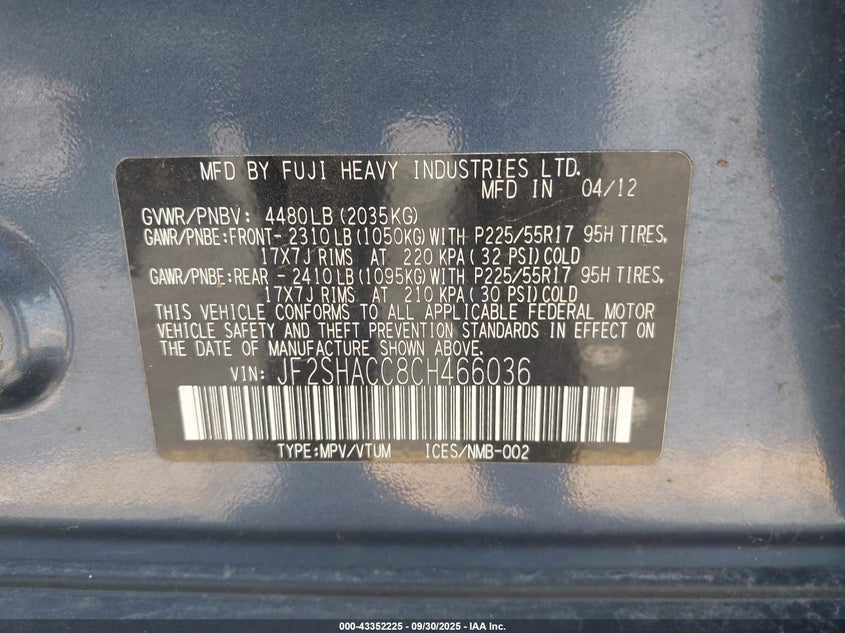 MFD BY FUJI HEAVY INDUSTRIES LTD.
MFD IN 04/12
GVWR/PNBV: 4480LB(2035KG)
GAWR/PNBE:FRONT- 2310LB(1050KG)WITH P225/55R17 95H TIRES,
17X7J RIMS AT 220 KPA(32 PSI)COLD
GAWR/PNBE:REAR - 2410LB(1095KG)WITH P225/55R17 95H TIRES,
17X7J RIMS AT 210 KPA(30 PSI)COLD
THIS VEHICLE CONFORMS TO ALL APPLICABLE FEDERAL MOTOR
VEHICLE SAFETY AND THEFT PREVENTION STANDARDS IN EFFECT ON
THE DATE OF MANUFACTURE SHOWN ABOVE.
VIN: JF2SHACC8CH466036
TYPE:MPV/VTUM ICES/NMB-002
000-43352225 - 09/30/2025 - IAA Inc.